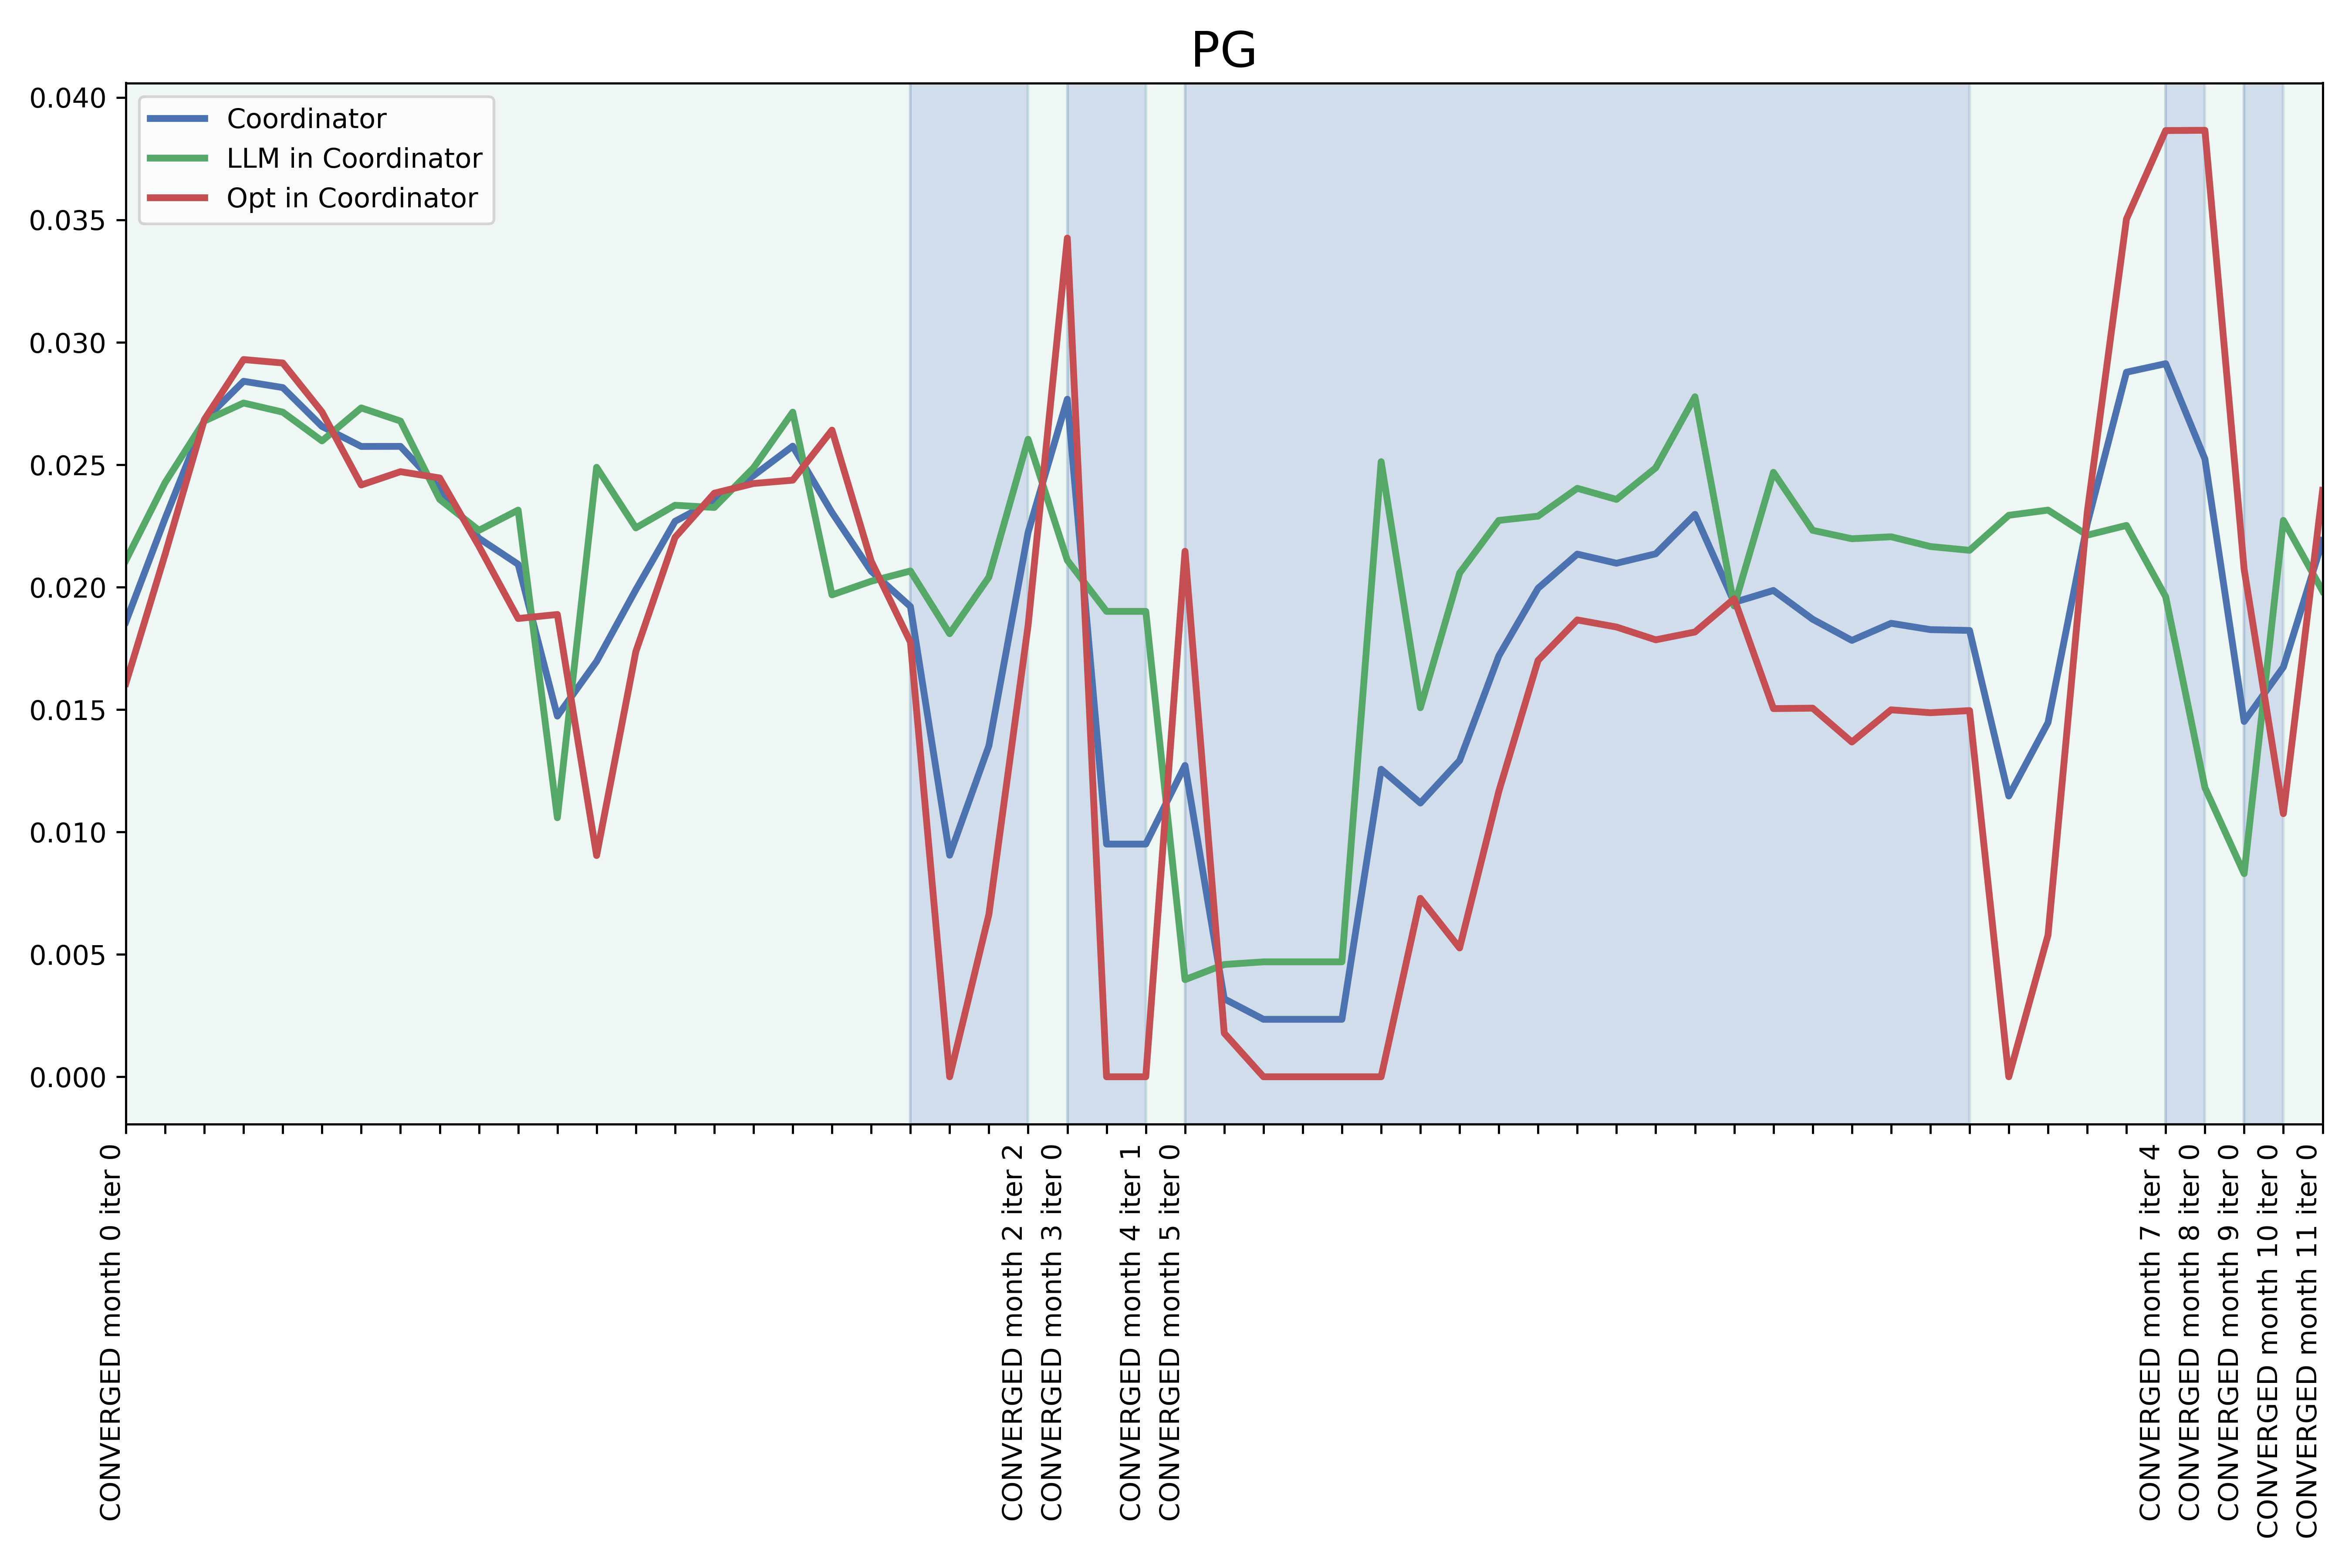 PG
0.040
0.035
0.030
0.025
0.020
0.015
0.010
0.005
0.000
Coordinator
LLM in Coordinator
Opt in Coordinator
CONVERGED month 0 iter 0
CONVERGED month 2 iter 2
CONVERGED month 3 iter 0
CONVERGED month 4 iter 1
CONVERGED month 5 iter 0
CONVERGED month 7 iter 4
CONVERGED month 8 iter 0
CONVERGED month 9 iter 0
CONVERGED month 10 iter 0
CONVERGED month 11 iter 0